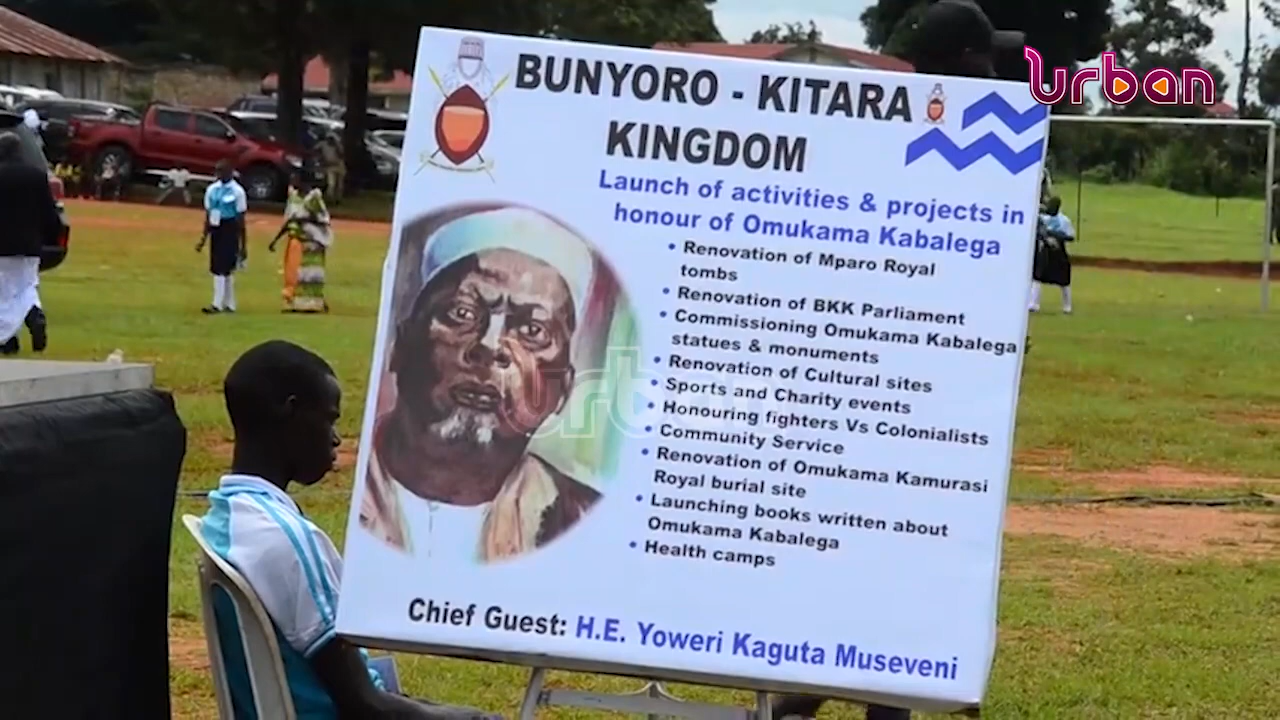 urban
BUNYORO - KITARA
KINGDOM
Launch of activities & projects in
honour of Omukama Kabalega
• Renovation of Mparo Royal
tombs
• Renovation of BKK Parliament
• Commissioning Omukama Kabalega
statues & monuments
• Renovation of Cultural sites
• Sports and Charity events
• Honouring fighters Vs Colonialists
• Community Service
• Renovation of Omukama Kamurasi
Royal burial site
• Launching books written about
Omukama Kabalega
• Health camps
Chief Guest: H.E. Yoweri Kaguta Museveni
urban